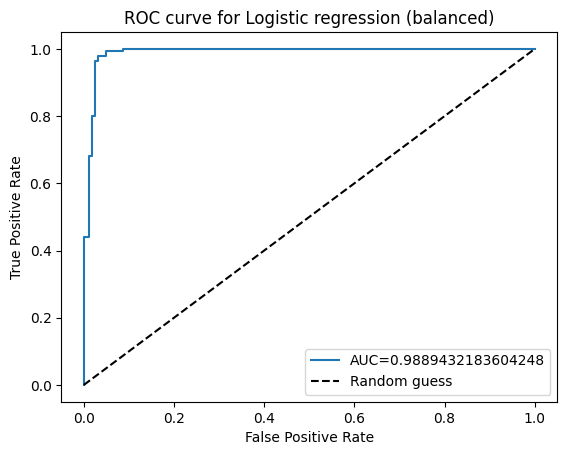 ROC curve for Logistic regression (balanced)
True Positive Rate
1.0
0.8
0.6
0.4
0.2
0.0
AUC=0.9889432183604248
Random guess
0.0 0.2 0.4 0.6 0.8 1.0
False Positive Rate